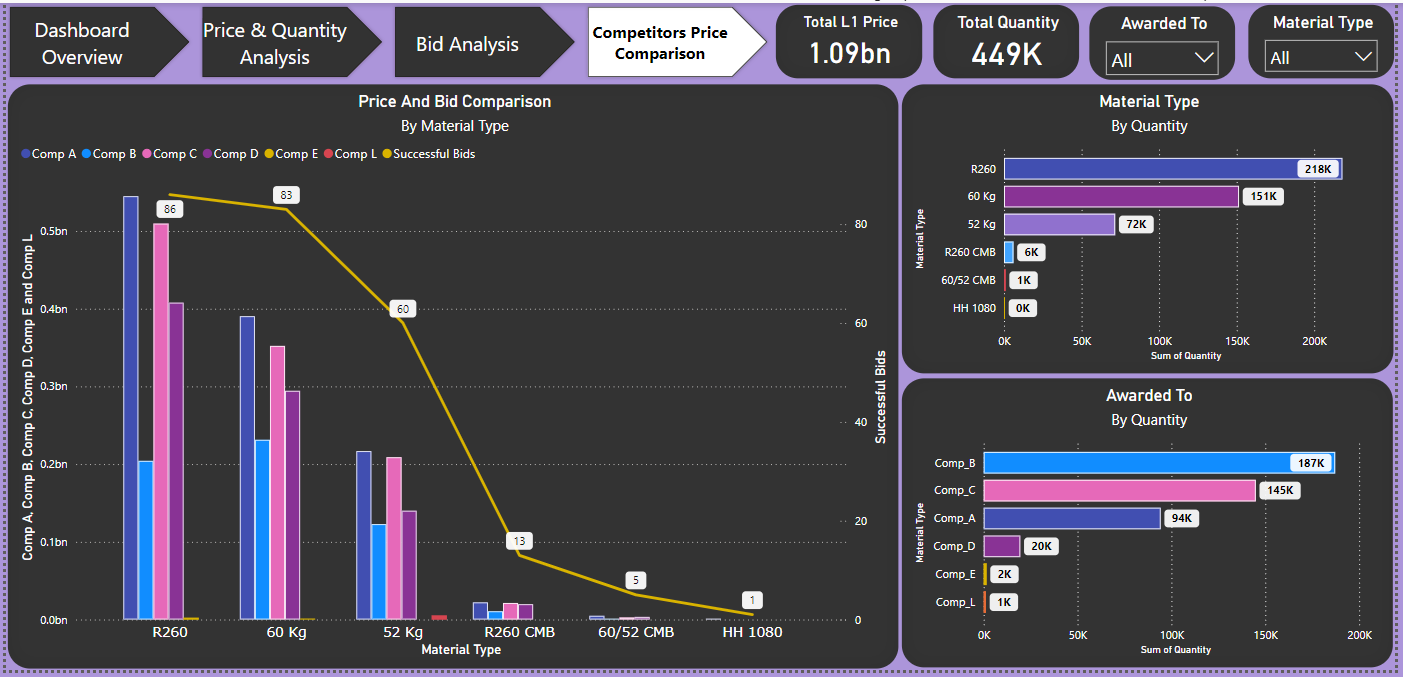 Dashboard
Overview
Price & Quantity
Analysis
Bid Analysis
Competitors Price
Comparison
Total L1 Price
1.09bn
Total Quantity
449K
Awarded To
All
Material Type
All
Price And Bid Comparison
By Material Type
Comp A Comp B Comp C Comp D Comp E Comp L Successful Bids
Comp A, Comp B, Comp C, Comp D, Comp E and Comp L
0.5bn
0.4bn
0.3bn
0.2bn
0.1bn
0.0bn
86
83
60
13
5
1
80
60
40
20
0
Successful Bids
R260 60 Kg 52 Kg R260 CMB 60/52 CMB HH 1080
Material Type
Material Type
By Quantity
Material Type
R260 218K
60 Kg 151K
52 Kg 72K
R260 CMB 6K
60/52 CMB 1K
HH 1080 0K
0K 50K 100K 150K 200K
Sum of Quantity
Awarded To
By Quantity
Material Type
Comp_B 187K
Comp_C 145K
Comp_A 94K
Comp_D 20K
Comp_E 2K
Comp_L 1K
0K 50K 100K 150K 200K
Sum of Quantity